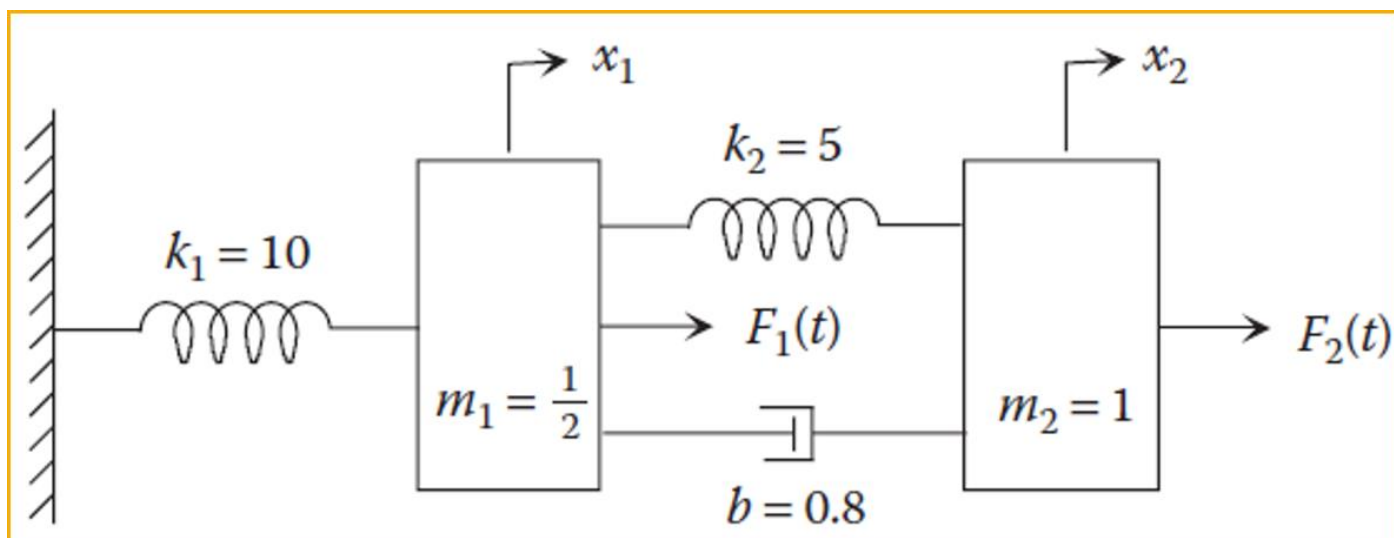 x₁
x₂
k₂ = 5
k₁ = 10
F₁(t)
F₂(t)
m₁ = 1/2
m₂ = 1
b = 0.8